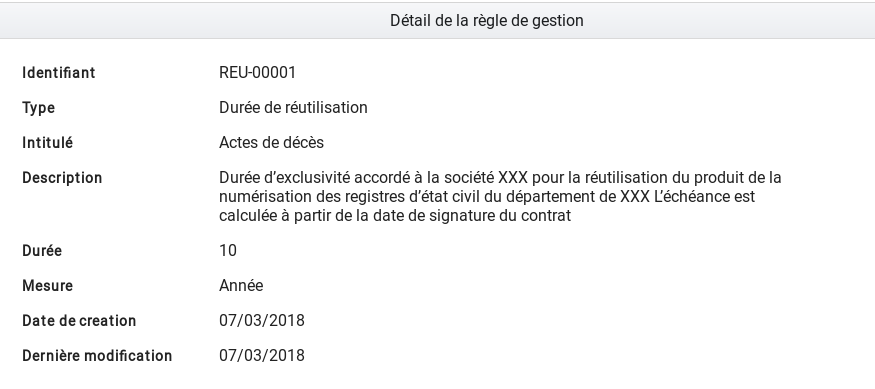 Détail de la règle de gestion
Identifiant REU-00001
Type Durée de réutilisation
Intitulé Actes de décès
Description Durée d’exclusivité accordé à la société XXX pour la réutilisation du produit de la
numérisation des registres d’état civil du département de XXX L’échéance est
calculée à partir de la date de signature du contrat
Durée 10
Mesure Année
Date de creation 07/03/2018
Dernière modification 07/03/2018